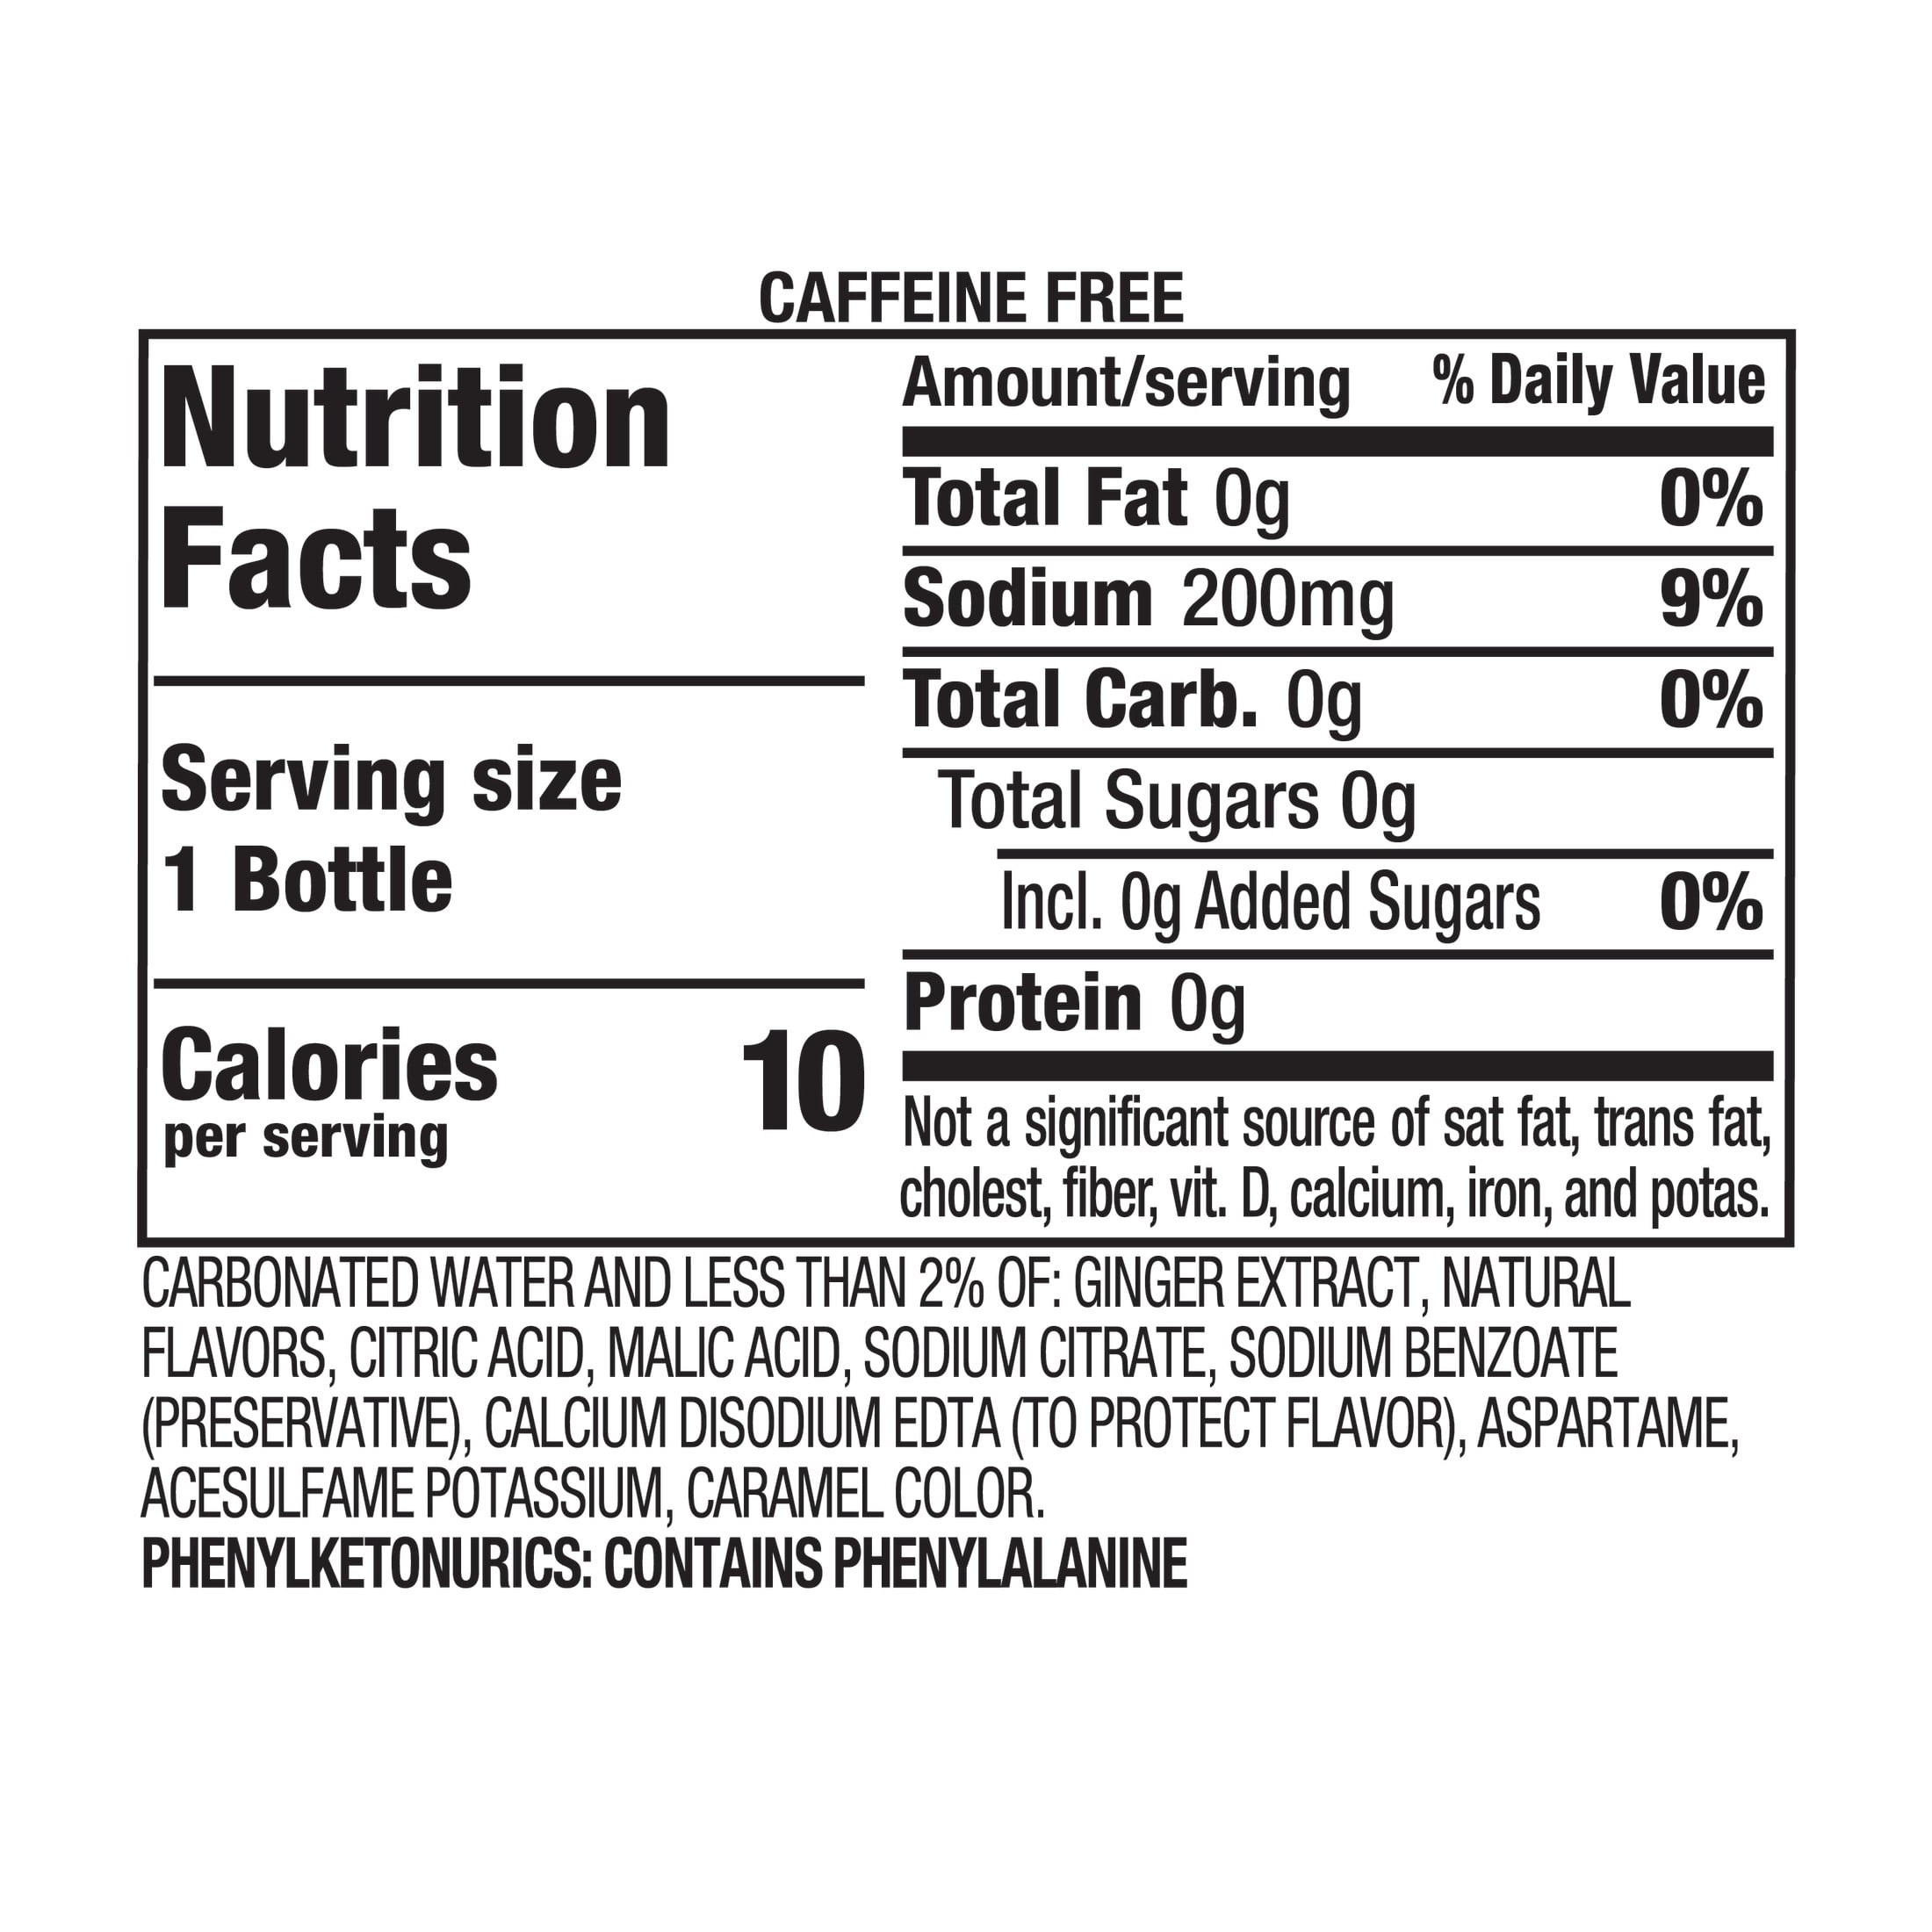 CAFFEINE FREE
Nutrition
Facts
Serving size
1 Bottle
Calories 10
per serving
Amount/serving % Daily Value
Total Fat 0g 0%
Sodium 200mg 9%
Total Carb. 0g 0%
Total Sugars 0g
Incl. 0g Added Sugars 0%
Protein 0g
Not a significant source of sat fat, trans fat,
cholest, fiber, vit. D, calcium, iron, and potas.
CARBONATED WATER AND LESS THAN 2% OF: GINGER EXTRACT, NATURAL
FLAVORS, CITRIC ACID, MALIC ACID, SODIUM CITRATE, SODIUM BENZOATE
(PRESERVATIVE), CALCIUM DISODIUM EDTA (TO PROTECT FLAVOR), ASPARTAME,
ACESULFAME POTASSIUM, CARAMEL COLOR.
PHENYLKETONURICS: CONTAINS PHENYLALANINE